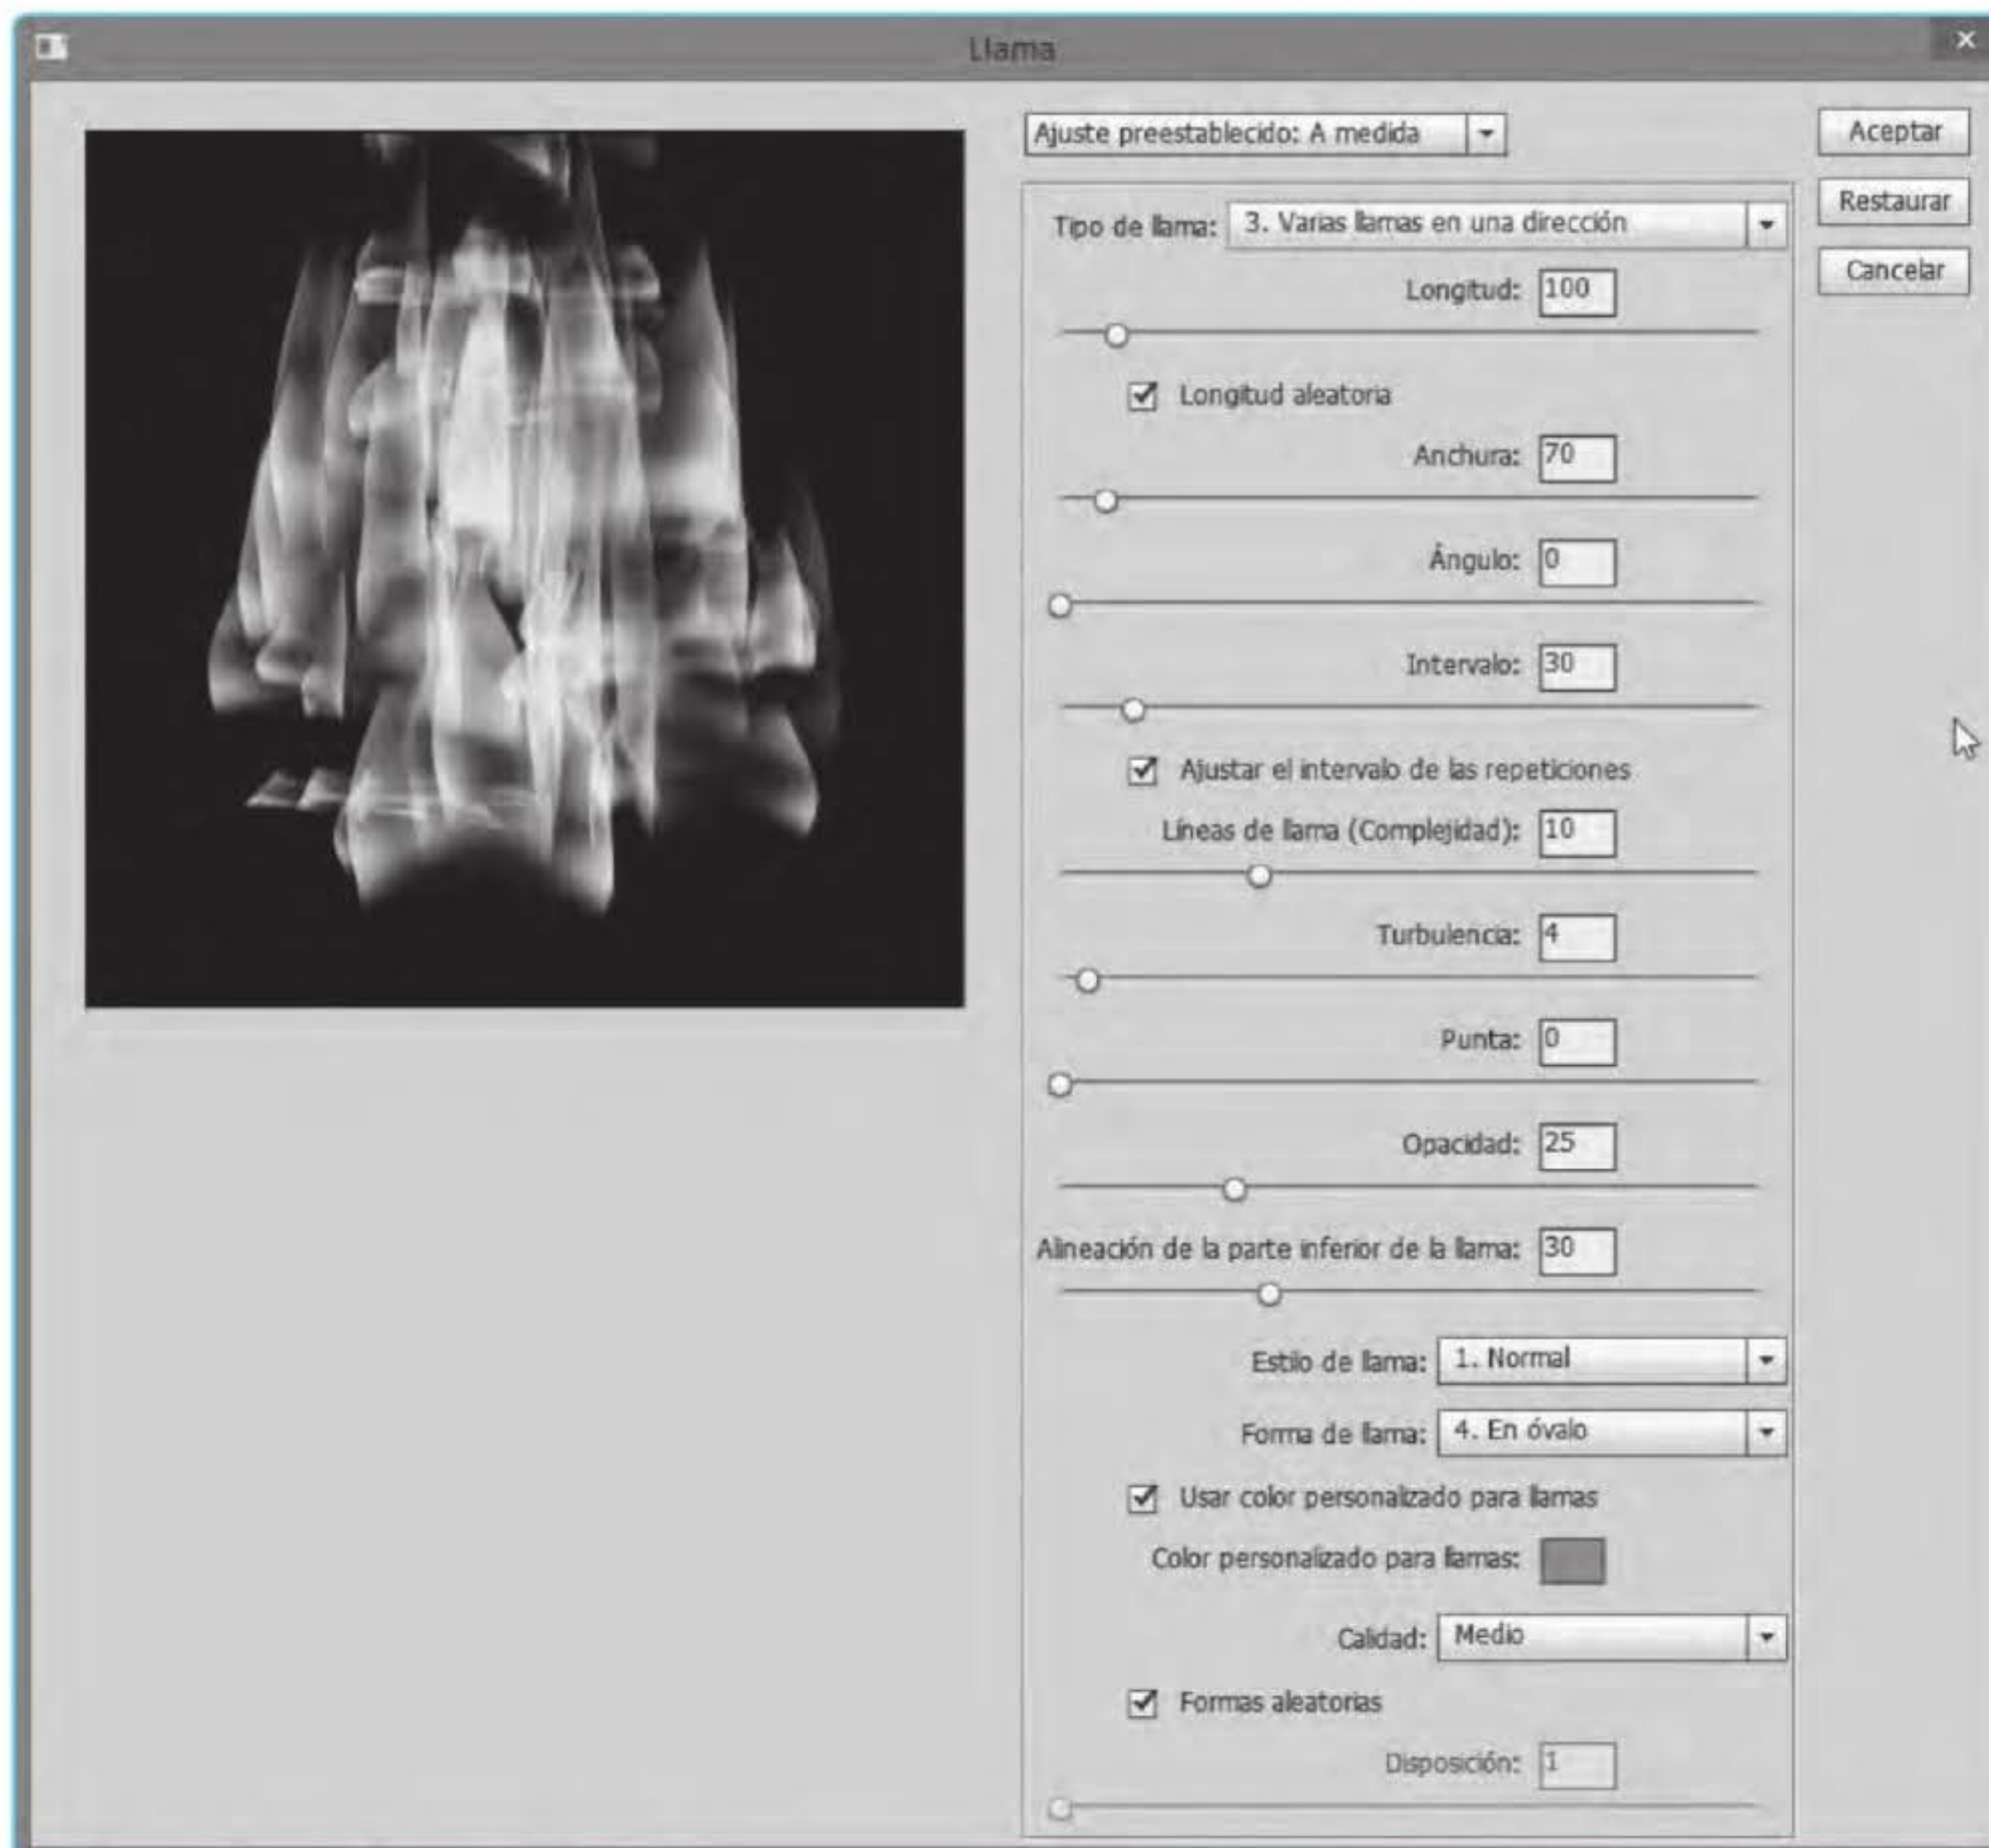 Llama
Ajuste preestablecido: A medida
Aceptar
Tipo de llama: 3. Varias llamas en una dirección
Restaurar
Longitud: 100
Cancelar
Longitud aleatoria
Anchura: 70
Ángulo: 0
Intervalo: 30
Ajustar el intervalo de las repeticiones
Líneas de llama (Complejidad): 10
Turbulencia: 4
Punta: 0
Opacidad: 25
Alineación de la parte inferior de la llama: 30
Estilo de llama: 1. Normal
Forma de llama: 4. En óvalo
Usar color personalizado para llamas
Color personalizado para llamas:
Calidad: Medio
Formas aleatorias
Disposición: 1